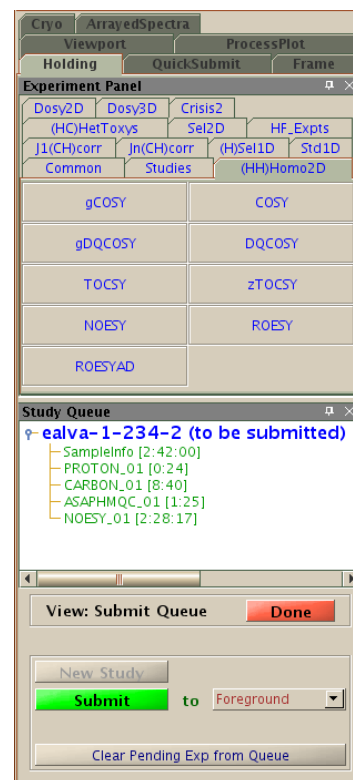 Cryo ArrayedSpectra
Viewport ProcessPlot
Holding QuickSubmit Frame
Experiment Panel
Dosy2D Dosy3D Crisis2
(HC)HetToxys Sel2D HF_Expts
J1(CH)corr Jn(CH)corr (H)Sel1D Std1D
Common Studies (HH)Homo2D
gCOSY COSY
gDQCOSY DQCOSY
TOCSY zTOCSY
NOESY ROESY
ROESYAD
Study Queue
ealva-1-234-2 (to be submitted)
SampleInfo [2:42:00]
PROTON_01 [0:24]
CARBON_01 [8:40]
ASAPHMQC_01 [1:25]
NOESY_01 [2:28:17]
View: Submit Queue Done
New Study
Submit to Foreground
Clear Pending Exp from Queue